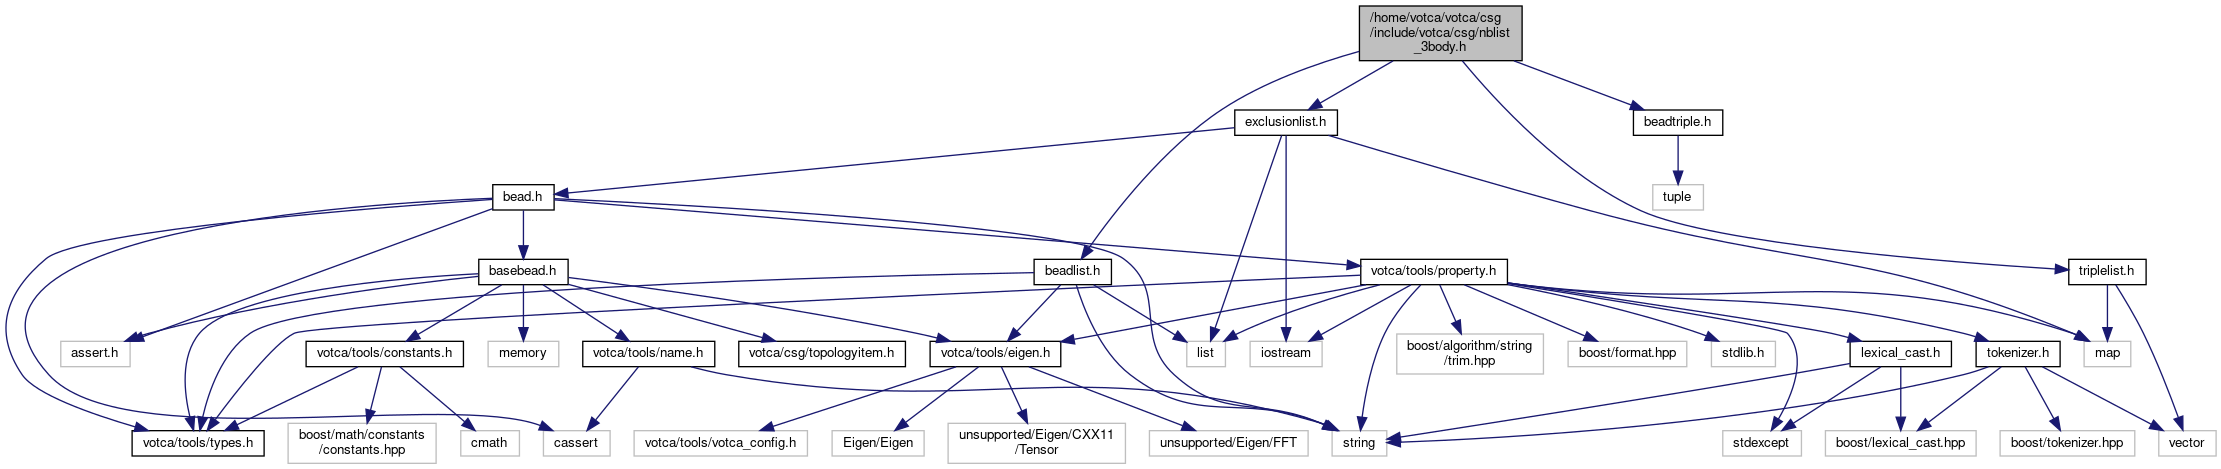 /home/votca/votca/csg
/include/votca/csg/nblist
_3body.h
exclusionlist.h
beadtriple.h
bead.h
tuple
basebead.h
beadlist.h
votca/tools/property.h
triplelist.h
assert.h
votca/tools/constants.h
memory
votca/tools/name.h
votca/csg/topologyitem.h
votca/tools/eigen.h
list
iostream
boost/algorithm/string
/trim.hpp
boost/format.hpp
stdlib.h
lexical_cast.h
tokenizer.h
map
votca/tools/types.h
boost/math/constants
/constants.hpp
cmath
cassert
votca/tools/votca_config.h
Eigen/Eigen
unsupported/Eigen/CXX11
/Tensor
unsupported/Eigen/FFT
string
stdexcept
boost/lexical_cast.hpp
boost/tokenizer.hpp
vector